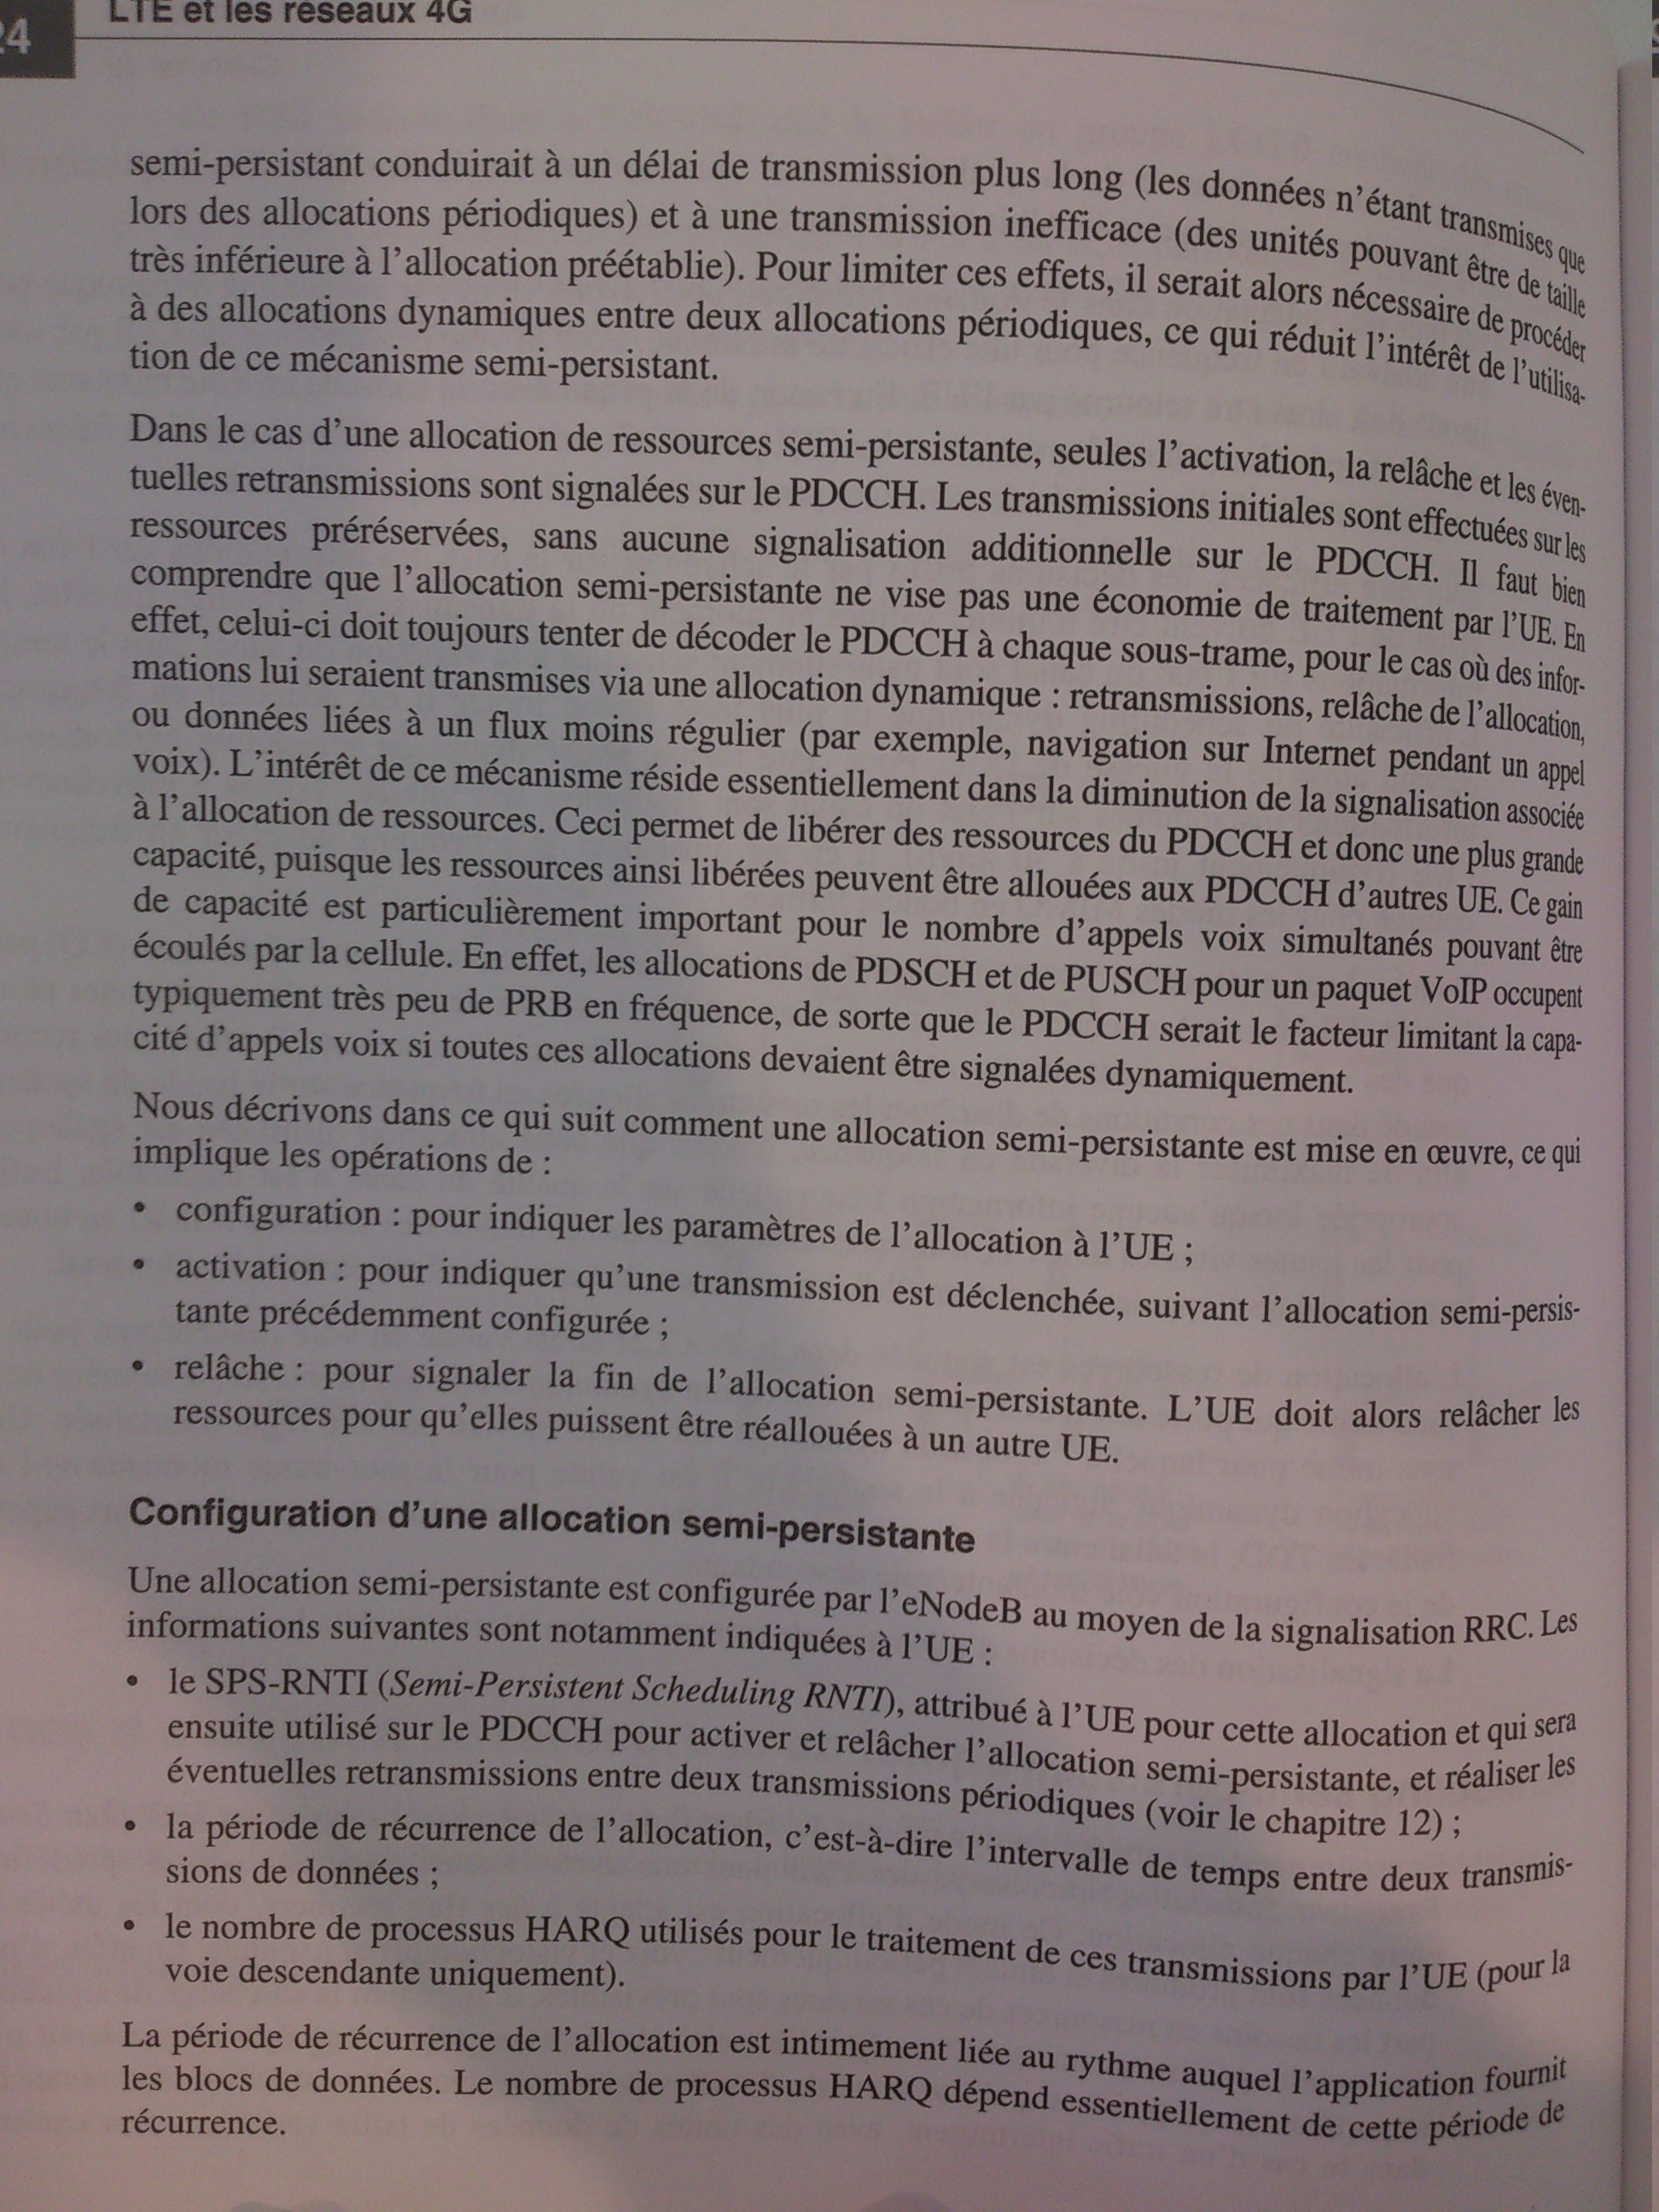 24
LTE et les réseaux 4G
semi-persistant conduirait à un délai de transmission plus long (les données n'étant transmises que
lors des allocations périodiques) et à une transmission inefficace (des unités pouvant être de taille
très inférieure à l'allocation préétablie). Pour limiter ces effets, il serait alors nécessaire de procéder
à des allocations dynamiques entre deux allocations périodiques, ce qui réduit l'intérêt de l'utilisa-
tion de ce mécanisme semi-persistant.
Dans le cas d'une allocation de ressources semi-persistante, seules l'activation, la relâche et les éven-
tuelles retransmissions sont signalées sur le PDCCH. Les transmissions initiales sont effectuées sur les
ressources préréservées, sans aucune signalisation additionnelle sur le PDCCH. Il faut bien
comprendre que l'allocation semi-persistante ne vise pas une économie de traitement par l'UE. En
effet, celui-ci doit toujours tenter de décoder le PDCCH à chaque sous-trame, pour le cas où des infor-
mations lui seraient transmises via une allocation dynamique : retransmissions, relâche de l'allocation,
ou données liées à un flux moins régulier (par exemple, navigation sur Internet pendant un appel
voix). L'intérêt de ce mécanisme réside essentiellement dans la diminution de la signalisation associée
à l'allocation de ressources. Ceci permet de libérer des ressources du PDCCH et donc une plus grande
capacité, puisque les ressources ainsi libérées peuvent être allouées aux PDCCH d'autres UE. Ce gain
de capacité est particulièrement important pour le nombre d'appels voix simultanés pouvant être
écoulés par la cellule. En effet, les allocations de PDSCH et de PUSCH pour un paquet VoIP occupent
typiquement très peu de PRB en fréquence, de sorte que le PDCCH serait le facteur limitant la capa-
cité d'appels voix si toutes ces allocations devaient être signalées dynamiquement.
Nous décrivons dans ce qui suit comment une allocation semi-persistante est mise en œuvre, ce qui
implique les opérations de :
• configuration : pour indiquer les paramètres de l'allocation à l'UE ;
• activation : pour indiquer qu'une transmission est déclenchée, suivant l'allocation semi-persis-
tante précédemment configurée ;
• relâche : pour signaler la fin de l'allocation semi-persistante. L'UE doit alors relâcher les
ressources pour qu'elles puissent être réallouées à un autre UE.
Configuration d'une allocation semi-persistante
Une allocation semi-persistante est configurée par l'eNodeB au moyen de la signalisation RRC. Les
informations suivantes sont notamment indiquées à l'UE :
• le SPS-RNTI (Semi-Persistent Scheduling RNTI), attribué à l'UE pour cette allocation et qui sera
ensuite utilisé sur le PDCCH pour activer et relâcher l'allocation semi-persistante, et réaliser les
éventuelles retransmissions entre deux transmissions périodiques (voir le chapitre 12) ;
• la période de récurrence de l'allocation, c'est-à-dire l'intervalle de temps entre deux transmis-
sions de données ;
• le nombre de processus HARQ utilisés pour le traitement de ces transmissions par l'UE (pour la
voie descendante uniquement).
La période de récurrence de l'allocation est intimement liée au rythme auquel l'application fournit
les blocs de données. Le nombre de processus HARQ dépend essentiellement de cette période de
récurrence.